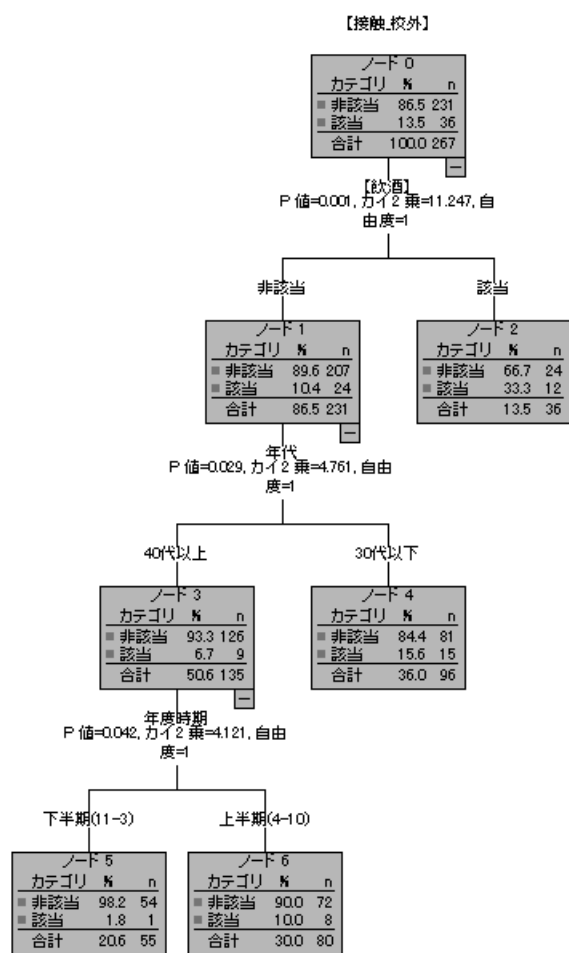 【接触_校外】
ノード 0
カテゴリ % n
非該当 86.5 231
該当 13.5 36
合計 100.0 267
【飲酒】
P 値=0.001, カイ2 乗=11.247, 自
由度=1
非該当 該当
ノード 1
カテゴリ % n
非該当 89.6 207
該当 10.4 24
合計 86.5 231
ノード 2
カテゴリ % n
非該当 66.7 24
該当 33.3 12
合計 13.5 36
年代
P 値=0.029, カイ2 乗=4.761, 自由
度=1
40代以上 30代以下
ノード 3
カテゴリ % n
非該当 93.3 126
該当 6.7 9
合計 50.6 135
ノード 4
カテゴリ % n
非該当 84.4 81
該当 15.6 15
合計 36.0 96
年度時期
P 値=0.042, カイ2 乗=4.121, 自由
度=1
下半期(11-3) 上半期(4-10)
ノード 5
カテゴリ % n
非該当 98.2 54
該当 1.8 1
合計 20.6 55
ノード 6
カテゴリ % n
非該当 90.0 72
該当 10.0 8
合計 30.0 80